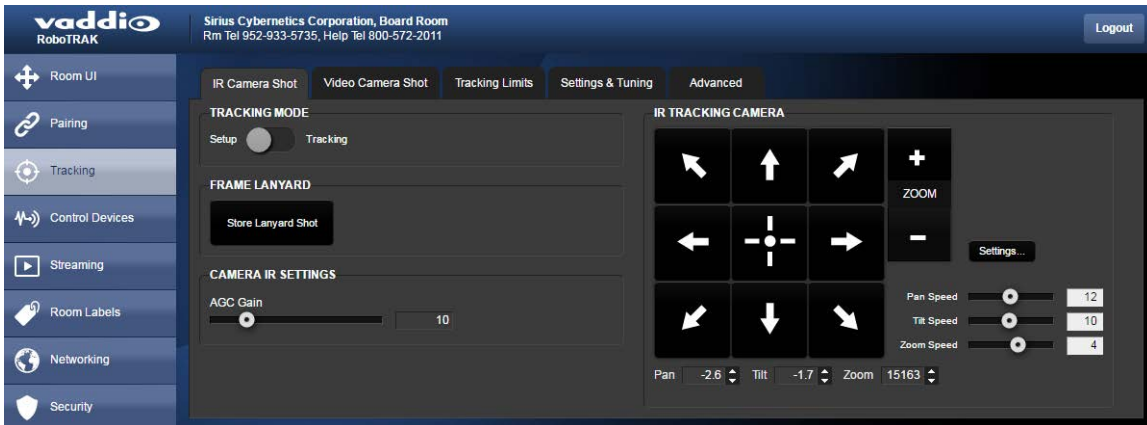 vaddio
RoboTRAK
Sirius Cybernetics Corporation, Board Room
Rm Tel 952-933-5735, Help Tel 800-572-2011
Logout
Room UI
Pairing
Tracking
Control Devices
Streaming
Room Labels
Networking
Security
IR Camera Shot
Video Camera Shot
Tracking Limits
Settings & Tuning
Advanced
TRACKING MODE
Setup Tracking
FRAME LANYARD
Store Lanyard Shot
CAMERA IR SETTINGS
AGC Gain
10
IR TRACKING CAMERA
+
ZOOM
-
Settings...
Pan Speed 12
Tilt Speed 10
Zoom Speed 4
Pan -2.6 Tilt -1.7 Zoom 15163